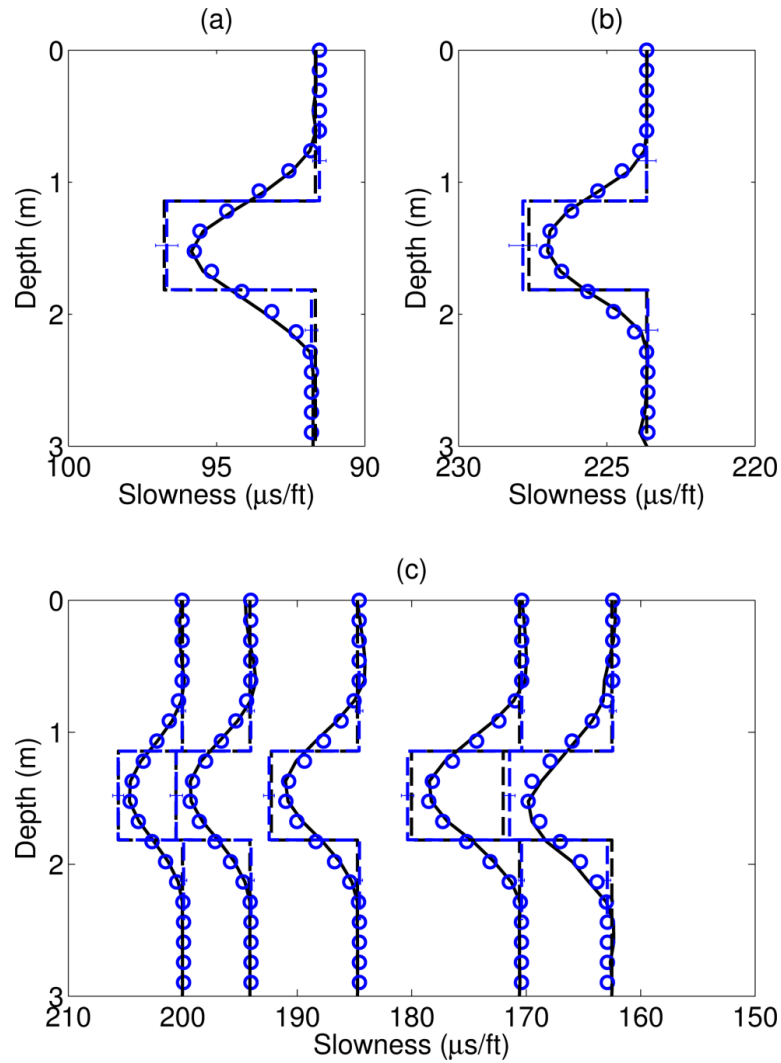 (a)
0
1
2
3
Depth (m)
100
95
90
Slowness (μs/ft)
(b)
0
1
2
3
Depth (m)
230
225
220
Slowness (μs/ft)
(c)
0
1
2
3
Depth (m)
210
200
190
180
170
160
150
Slowness (μs/ft)